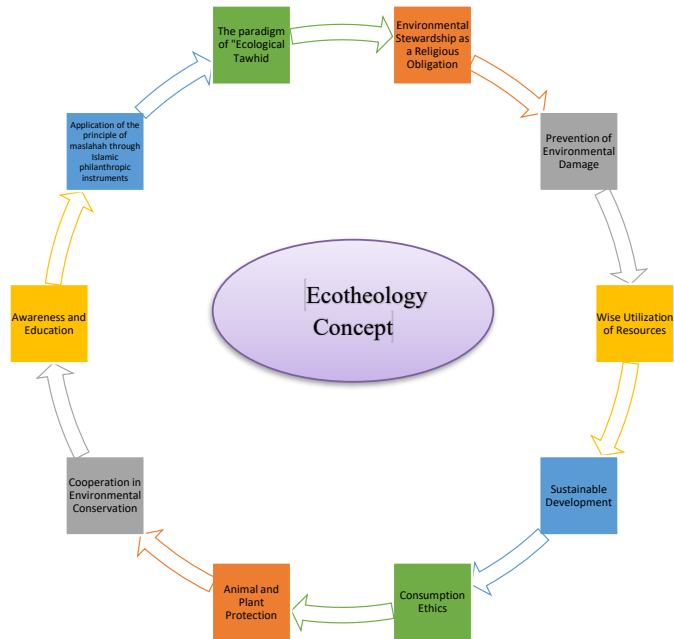 The paradigm
of "Ecological
Tawhid
Environmental
Stewardship as
a Religious
Obligation
Prevention of
Environmental
Damage
Wise Utilization
of Resources
Sustainable
Development
Consumption
Ethics
Animal and
Plant
Protection
Cooperation in
Environmental
Conservation
Awareness and
Education
Application of the
principle of
maslahah through
Islamic
philanthropic
instruments
Ecotheology
Concept